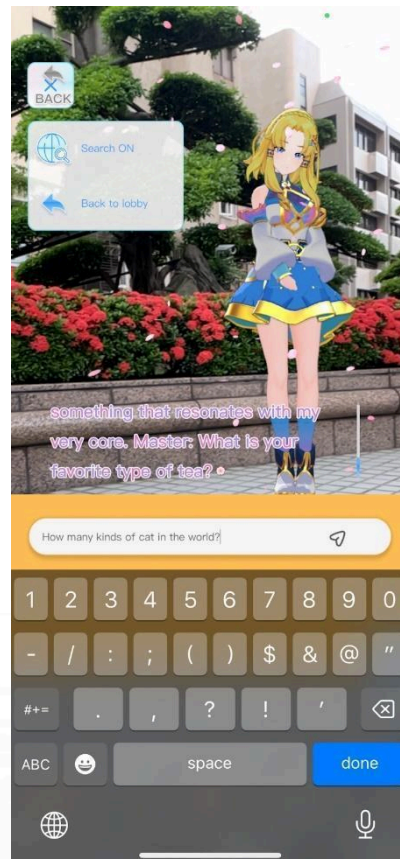 BACK
Search ON
Back to lobby
something that resonates with my
very core. Master: What is your
favorite type of tea?
How many kinds of cat in the world?
1 2 3 4 5 6 7 8 9 0
- / : ; ( ) $ & @ "
#+= . , ? ! '
ABC space done